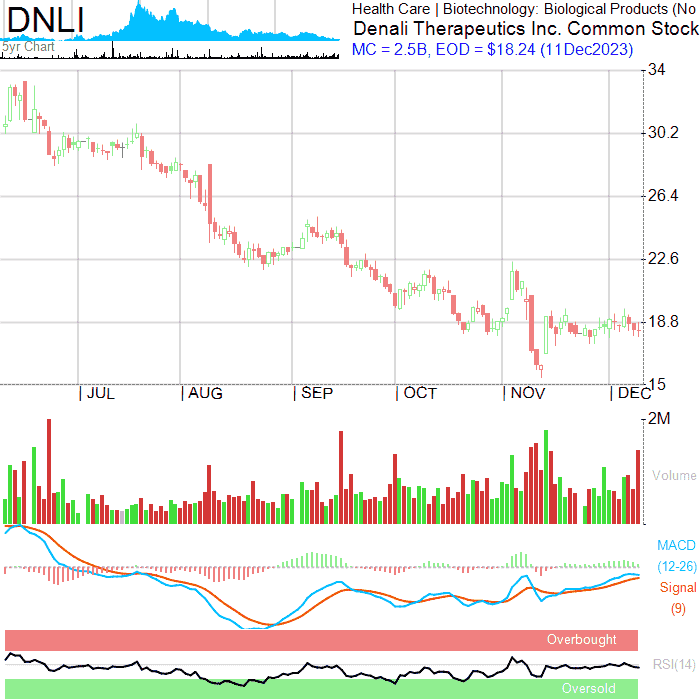 DNLI
5yr Chart
Health Care | Biotechnology: Biological Products (No
Denali Therapeutics Inc. Common Stock
MC = 2.5B, EOD = $18.24 (11Dec2023)
34
30.2
26.4
22.6
18.8
15
| JUL | AUG | SEP | OCT | NOV | DEC
2M
Volume
MACD
(12-26)
Signal
(9)
Overbought
RSI(14)
Oversold